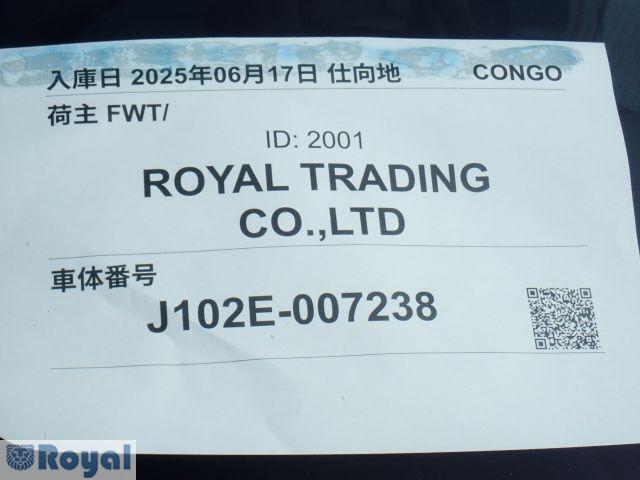 入庫日 2025年06月17日 仕向地 CONGO
荷主 FWT/
ID: 2001
ROYAL TRADING
CO.,LTD
車体番号
J102E-007238
Royal